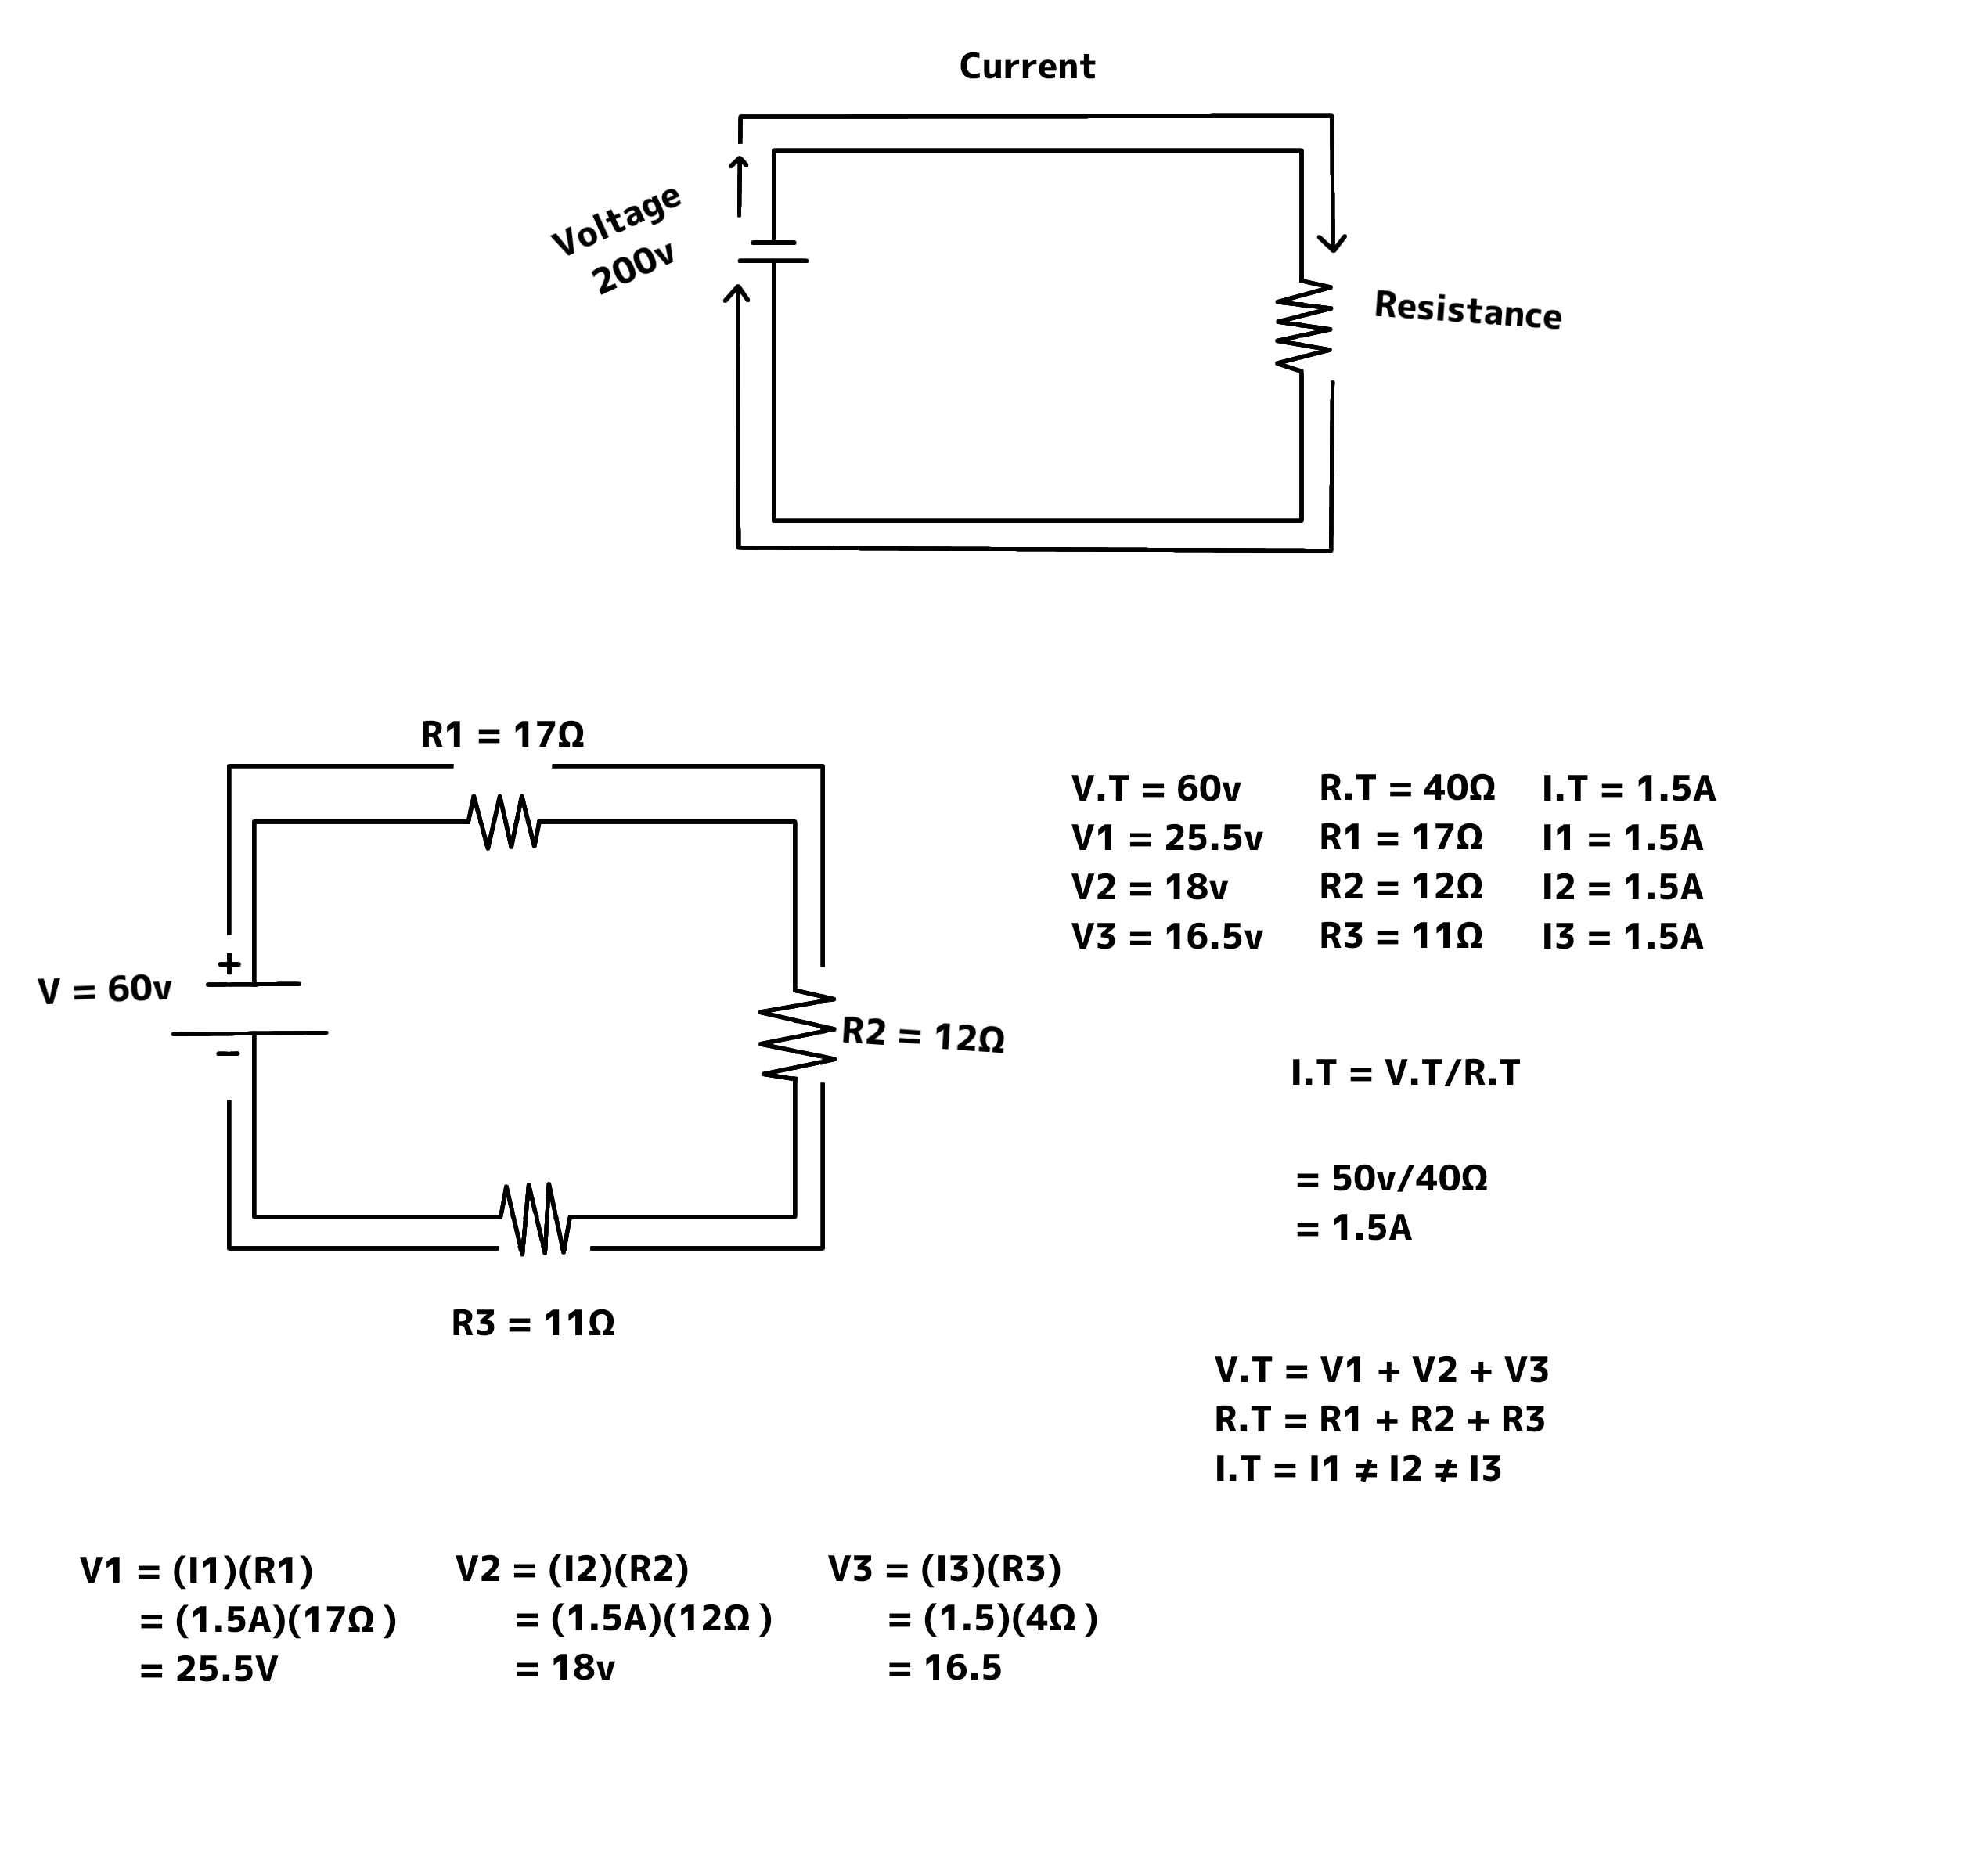 Current
Voltage
200v
Resistance
R1 = 17Ω
V = 60v
+
−
R2 = 12Ω
R3 = 11Ω
V.T = 60v R.T = 40Ω I.T = 1.5A
V1 = 25.5v R1 = 17Ω I1 = 1.5A
V2 = 18v R2 = 12Ω I2 = 1.5A
V3 = 16.5v R3 = 11Ω I3 = 1.5A
I.T = V.T/R.T
= 50v/40Ω
= 1.5A
V.T = V1 + V2 + V3
R.T = R1 + R2 + R3
I.T = I1 ≠ I2 ≠ I3
V1 = (I1)(R1)
= (1.5A)(17Ω )
= 25.5V
V2 = (I2)(R2)
= (1.5A)(12Ω )
= 18v
V3 = (I3)(R3)
= (1.5)(4Ω )
= 16.5